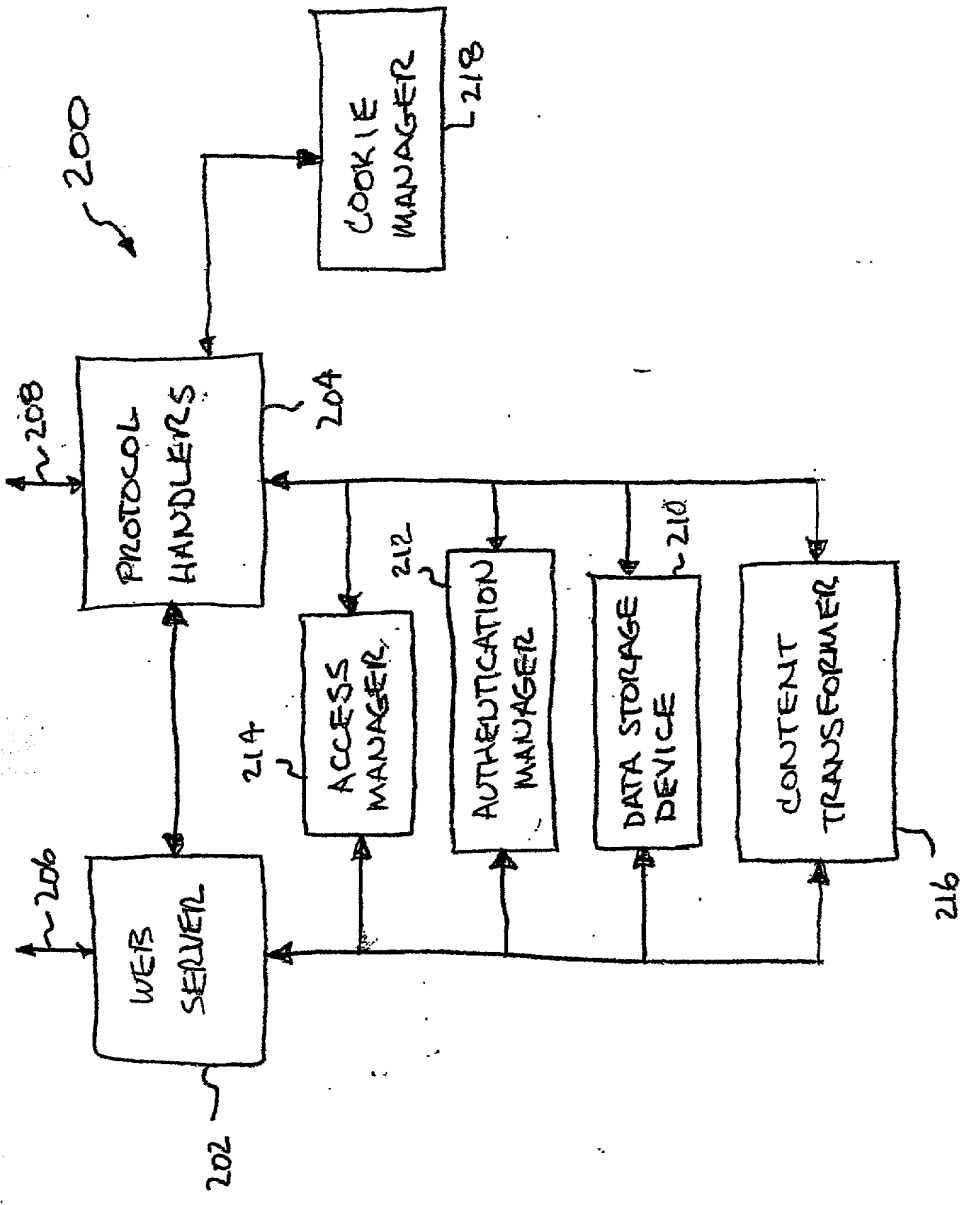 200
206
208
WEB
SERVER
202
PROTOCOL
HANDLERS
204
COOKIE
MANAGER
218
214
ACCESS
MANAGER
212
AUTHENTICATION
MANAGER
DATA STORAGE
DEVICE
210
CONTENT
TRANSFORMER
216